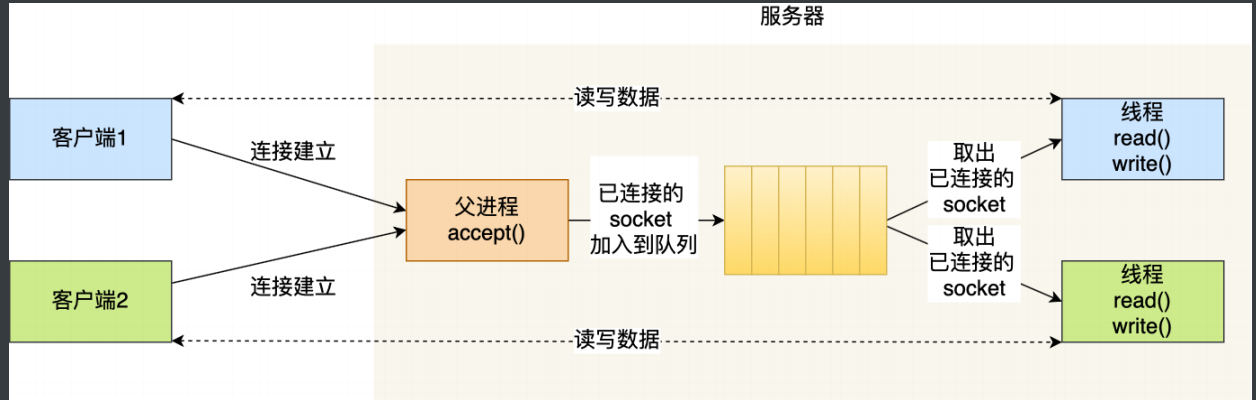 服务器
读写数据
客户端1
连接建立
父进程
accept()
已连接的
socket
加入到队列
取出
已连接的
socket
线程
read()
write()
客户端2
连接建立
取出
已连接的
socket
线程
read()
write()
读写数据